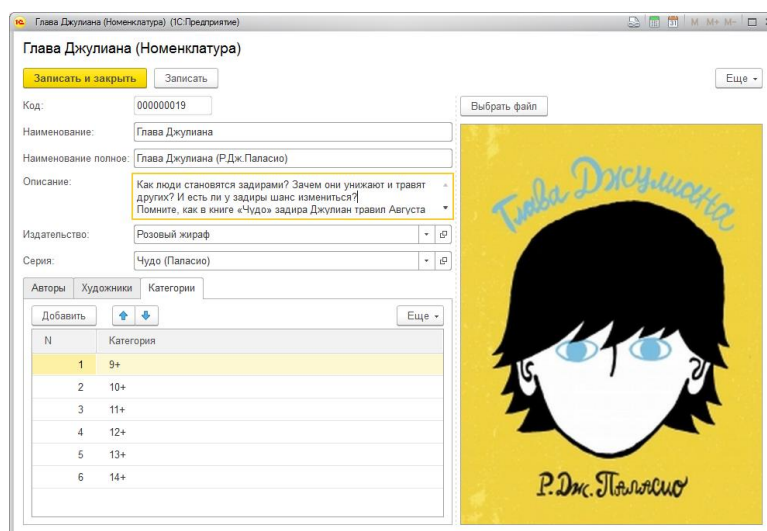 Глава Джулиана (Номенклатура) (1С:Предприятие)
M M+ M-
Глава Джулиана (Номенклатура)
Записать и закрыть
Записать
Еще
Код:
000000019
Выбрать файл
Наименование:
Глава Джулиана
Наименование полное:
Глава Джулиана (Р.Дж.Паласио)
Описание:
Как люди становятся задирами? Зачем они унижают и травят
других? И есть ли у задиры шанс измениться?
Помните, как в книге «Чудо» задира Джулиан травил Августа
Издательство:
Розовый жираф
Серия:
Чудо (Паласио)
Авторы
Художники
Категории
Добавить
Еще
N
Категория
1
9+
2
10+
3
11+
4
12+
5
13+
6
14+
Глава Джулиана
Р. Дж. Паласио